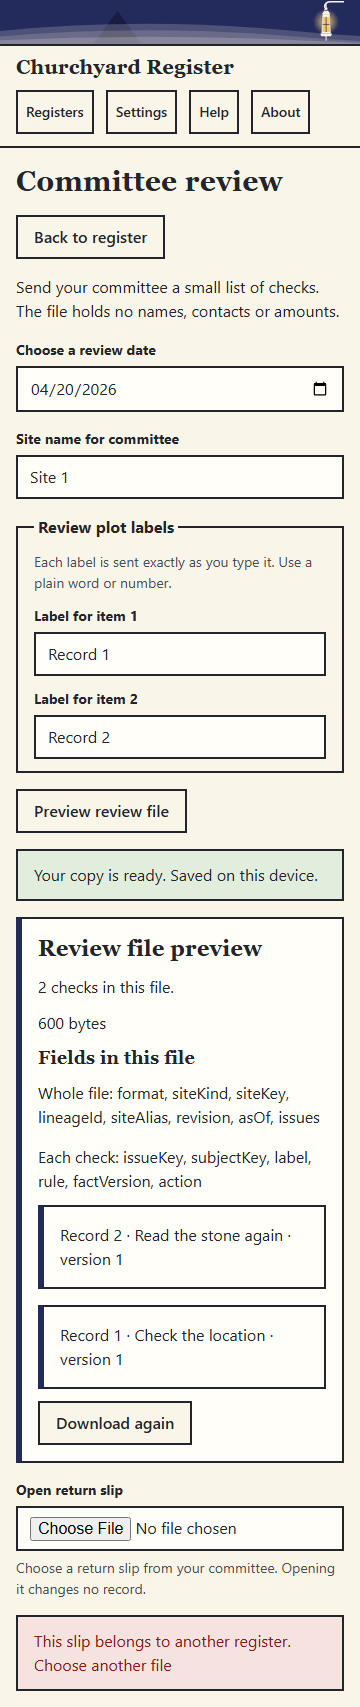 Churchyard Register
Registers
Settings
Help
About
Committee review
Back to register
Send your committee a small list of checks.
The file holds no names, contacts or amounts.
Choose a review date
04/20/2026
Site name for committee
Site 1
Review plot labels
Each label is sent exactly as you type it. Use a
plain word or number.
Label for item 1
Record 1
Label for item 2
Record 2
Preview review file
Your copy is ready. Saved on this device.
Review file preview
2 checks in this file.
600 bytes
Fields in this file
Whole file: format, siteKind, siteKey,
lineageId, siteAlias, revision, asOf, issues
Each check: issueKey, subjectKey, label,
rule, factVersion, action
Record 2 · Read the stone again ·
version 1
Record 1 · Check the location ·
version 1
Download again
Open return slip
Choose File No file chosen
Choose a return slip from your committee. Opening
it changes no record.
This slip belongs to another register.
Choose another file